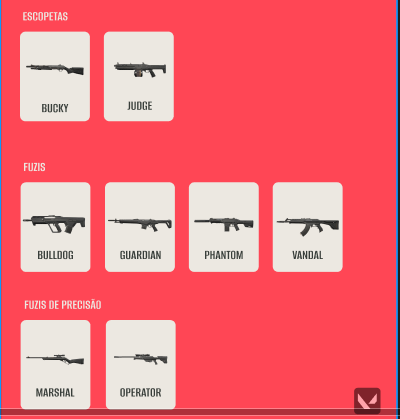 ESCOPETAS
BUCKY
JUDGE
FUZIS
BULLDOG
GUARDIAN
PHANTOM
VANDAL
FUZIS DE PRECISÃO
MARSHAL
OPERATOR